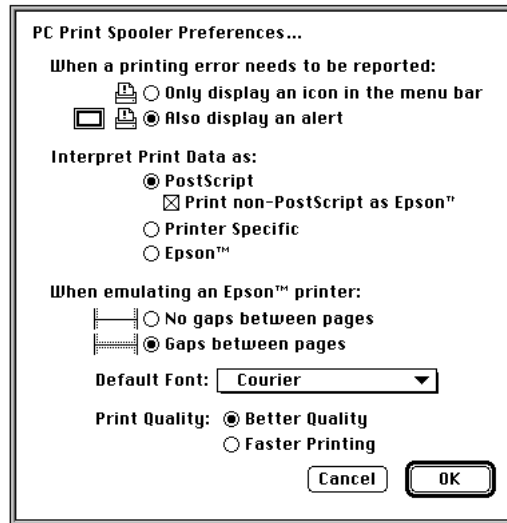 PC Print Spooler Preferences...
When a printing error needs to be reported:
Only display an icon in the menu bar
Also display an alert
Interpret Print Data as:
PostScript
Print non-PostScript as Epson™
Printer Specific
Epson™
When emulating an Epson™ printer:
No gaps between pages
Gaps between pages
Default Font: Courier
Print Quality: Better Quality
Faster Printing
Cancel OK